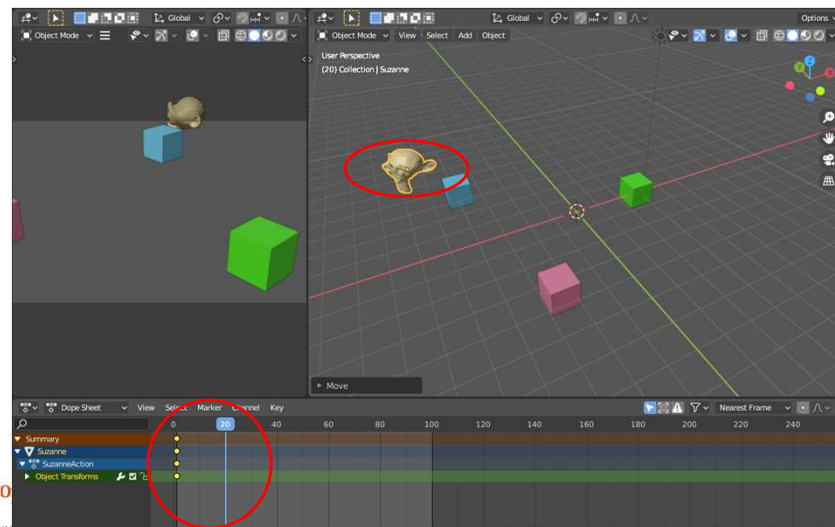 Global
Global
Options
Object Mode
Object Mode View Select Add Object
User Perspective
(20) Collection | Suzanne
Z
Y
X
Move
Dope Sheet View Select Marker Channel Key
Nearest Frame
0 20 40 60 80 100 120 140 160 180 200 220 240
Summary
Suzanne
SuzanneAction
Object Transforms